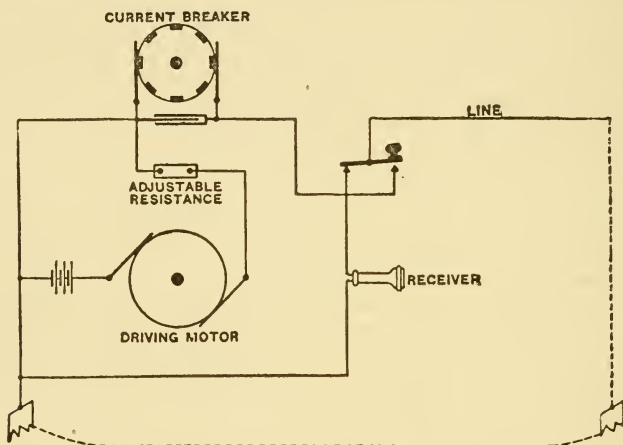 CURRENT BREAKER
LINE
ADJUSTABLE
RESISTANCE
RECEIVER
DRIVING MOTOR